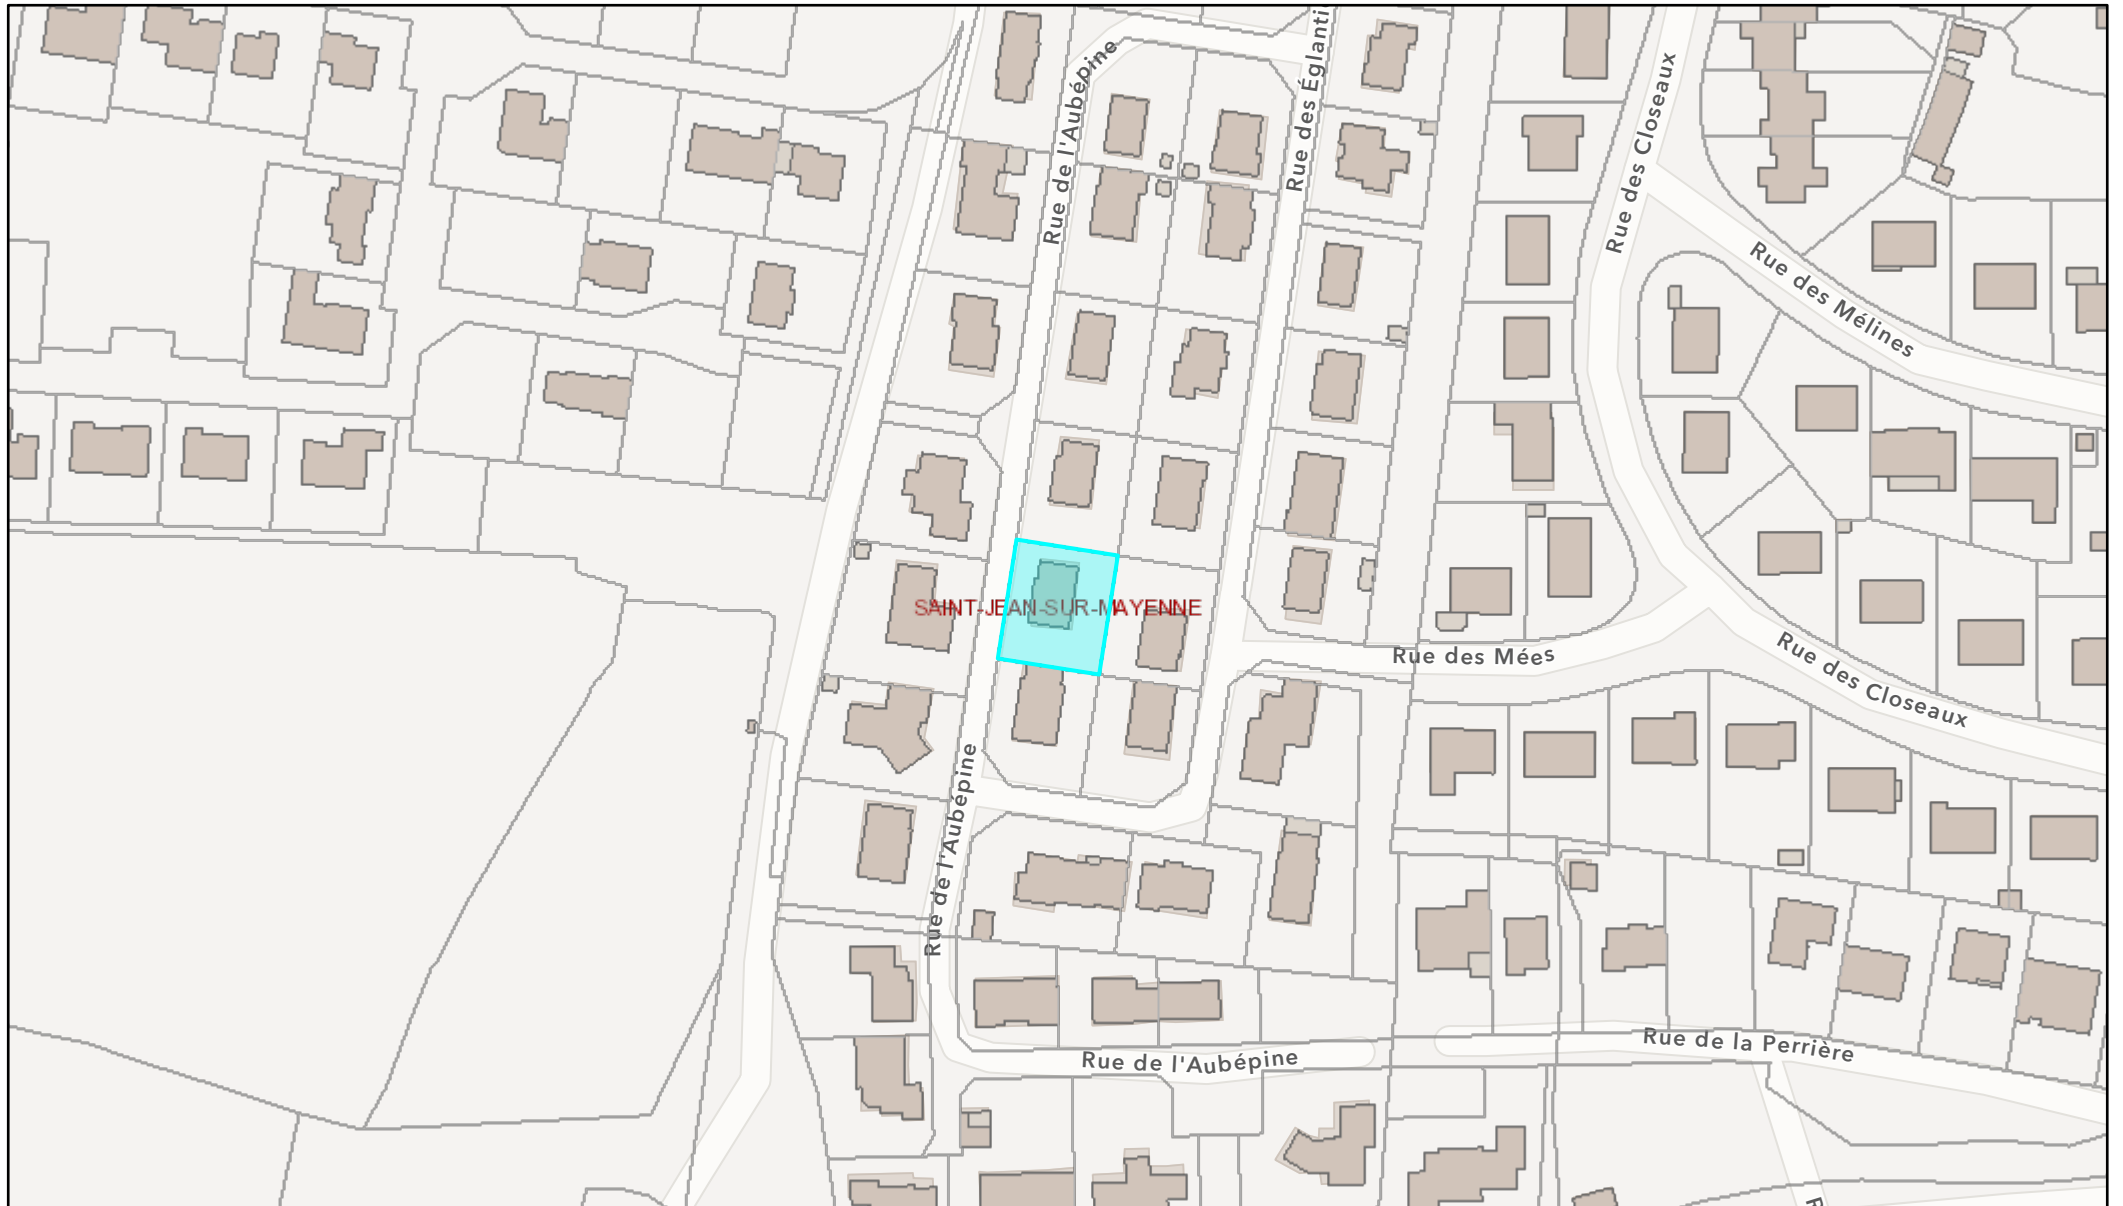 Rue de l'Aubépine
Rue des Églanti
Rue des Closeaux
Rue des Mélines
SAINT-JEAN-SUR-MAYENNE
Rue des Mées
Rue des Closeaux
Rue de l'Aubépine
Rue de l'Aubépine
Rue de la Perrière